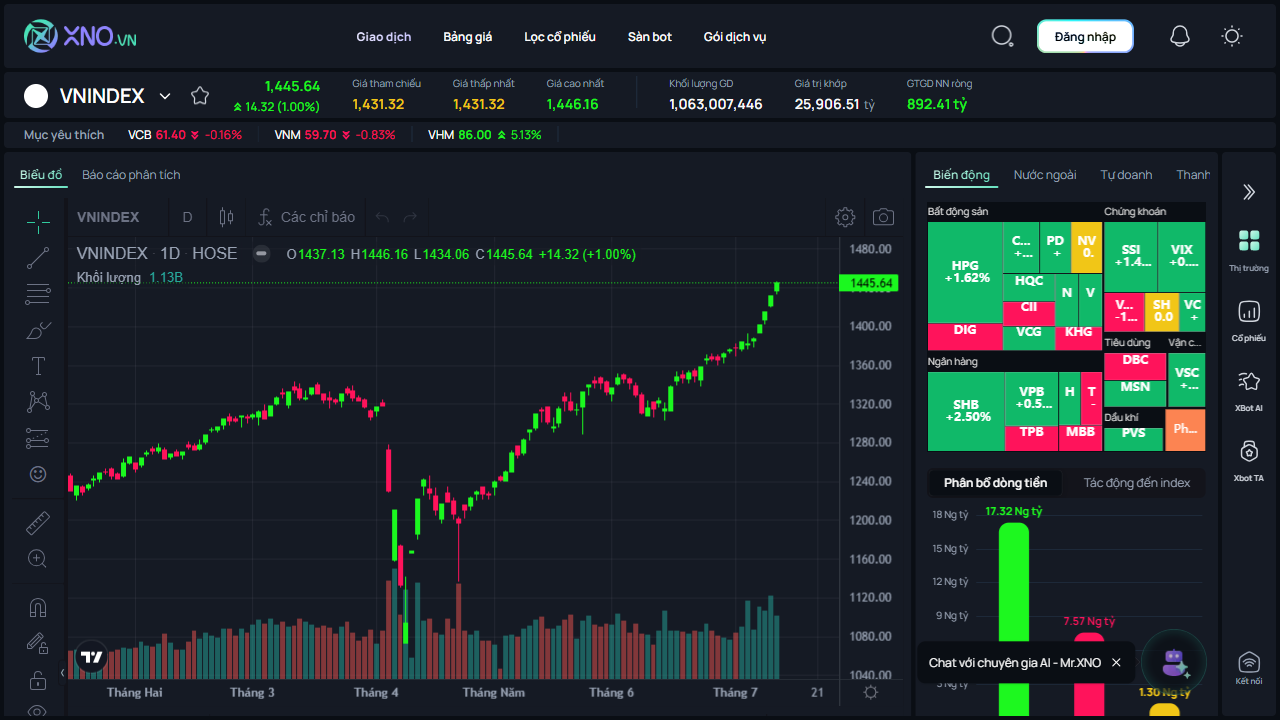 XNO.VN
Giao dịch
Bảng giá
Lọc cổ phiếu
Sàn bot
Gói dịch vụ
Đăng nhập
VNINDEX
1,445.64
14.32 (1.00%)
Giá tham chiếu
1,431.32
Giá thấp nhất
1,431.32
Giá cao nhất
1,446.16
Khối lượng GD
1,063,007,446
Giá trị khớp
25,906.51 tỷ
GTGD NN ròng
892.41 tỷ
Mục yêu thích
VCB 61.40 -0.16%
VNM 59.70 -0.83%
VHM 86.00 5.13%
Biểu đồ
Báo cáo phân tích
VNINDEX
D
Các chỉ báo
VNINDEX · 1D · HOSE
O1437.13 H1446.16 L1434.06 C1445.64 +14.32 (+1.00%)
Khối lượng 1.13B
1480.00
1445.64
1400.00
1360.00
1320.00
1280.00
1240.00
1200.00
1160.00
1120.00
1080.00
1040.00
Tháng Hai
Tháng 3
Tháng 4
Tháng Năm
Tháng 6
Tháng 7
21
Biến động
Nước ngoài
Tự doanh
Thanh
Bất động sản
HPG
+1.62%
DIG
C...
+...
PD
+
NV
0.
HQC
CII
VCG
N
V
KHG
Chứng khoán
SSI
+1.4...
VIX
+0....
V...
-1...
SH
0.0
VC
+
Ngân hàng
SHB
+2.50%
VPB
+0.5...
H
T
-
TPB
MBB
Tiêu dùng
DBC
MSN
Vận c...
VSC
+...
Dầu khí
PVS
Ph...
Phân bổ dòng tiền
Tác động đến index
18 Ng tỷ
15 Ng tỷ
12 Ng tỷ
9 Ng tỷ
17.32 Ng tỷ
7.57 Ng tỷ
1.30 Ng tỷ
Chat với chuyên gia AI - Mr.XNO
Thị trường
Cổ phiếu
XBot AI
Xbot TA
Kết nối